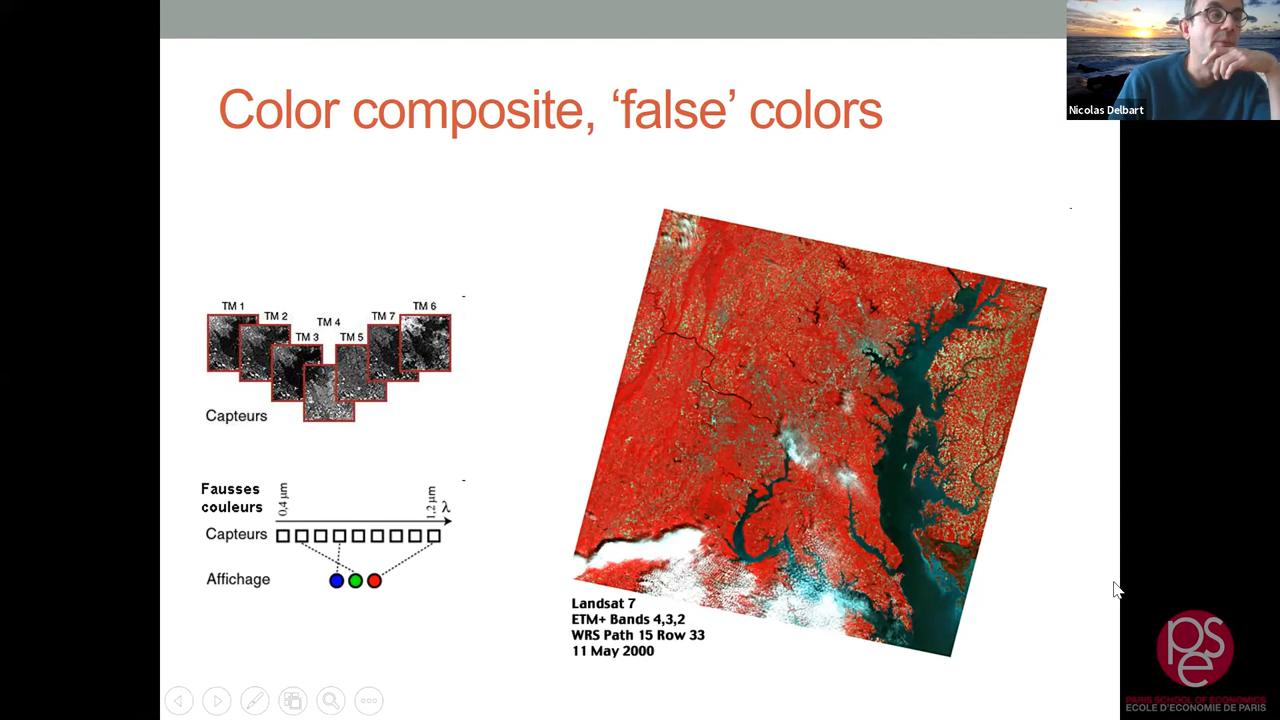 Color composite, ‘false’ colors
Nicolas Delbart
TM 1
TM 2
TM 3
TM 4
TM 5
TM 7
TM 6
Capteurs
Fausses
couleurs
0,4 µm
1,2 µm
λ
Capteurs
Affichage
Landsat 7
ETM+ Bands 4,3,2
WRS Path 15 Row 33
11 May 2000
pse
PARIS SCHOOL OF ECONOMICS
ECOLE D'ECONOMIE DE PARIS